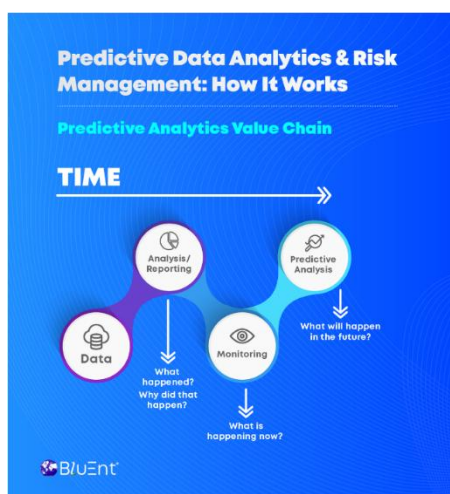 Predictive Data Analytics & Risk
Management: How It Works
Predictive Analytics Value Chain
TIME
Analysis/
Reporting
Predictive
Analysis
Data
Monitoring
What
happened?
Why did that
happen?
What will happen
in the future?
What is
happening now?
BluEnt